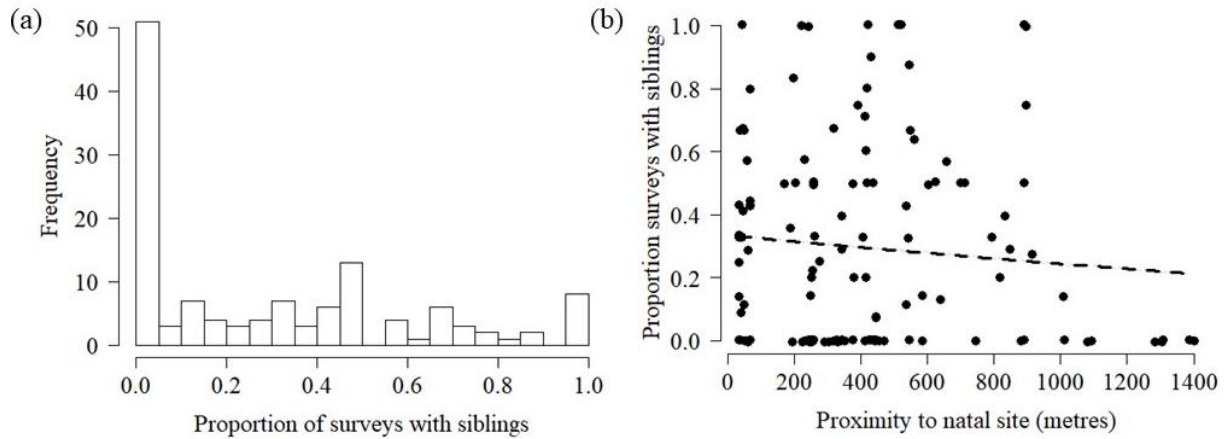 (a)
Frequency
50
40
30
20
10
0
0.0 0.2 0.4 0.6 0.8 1.0
Proportion of surveys with siblings
(b)
Proportion surveys with siblings
1.0
0.8
0.6
0.4
0.2
0.0
0 200 400 600 800 1000 1200 1400
Proximity to natal site (metres)